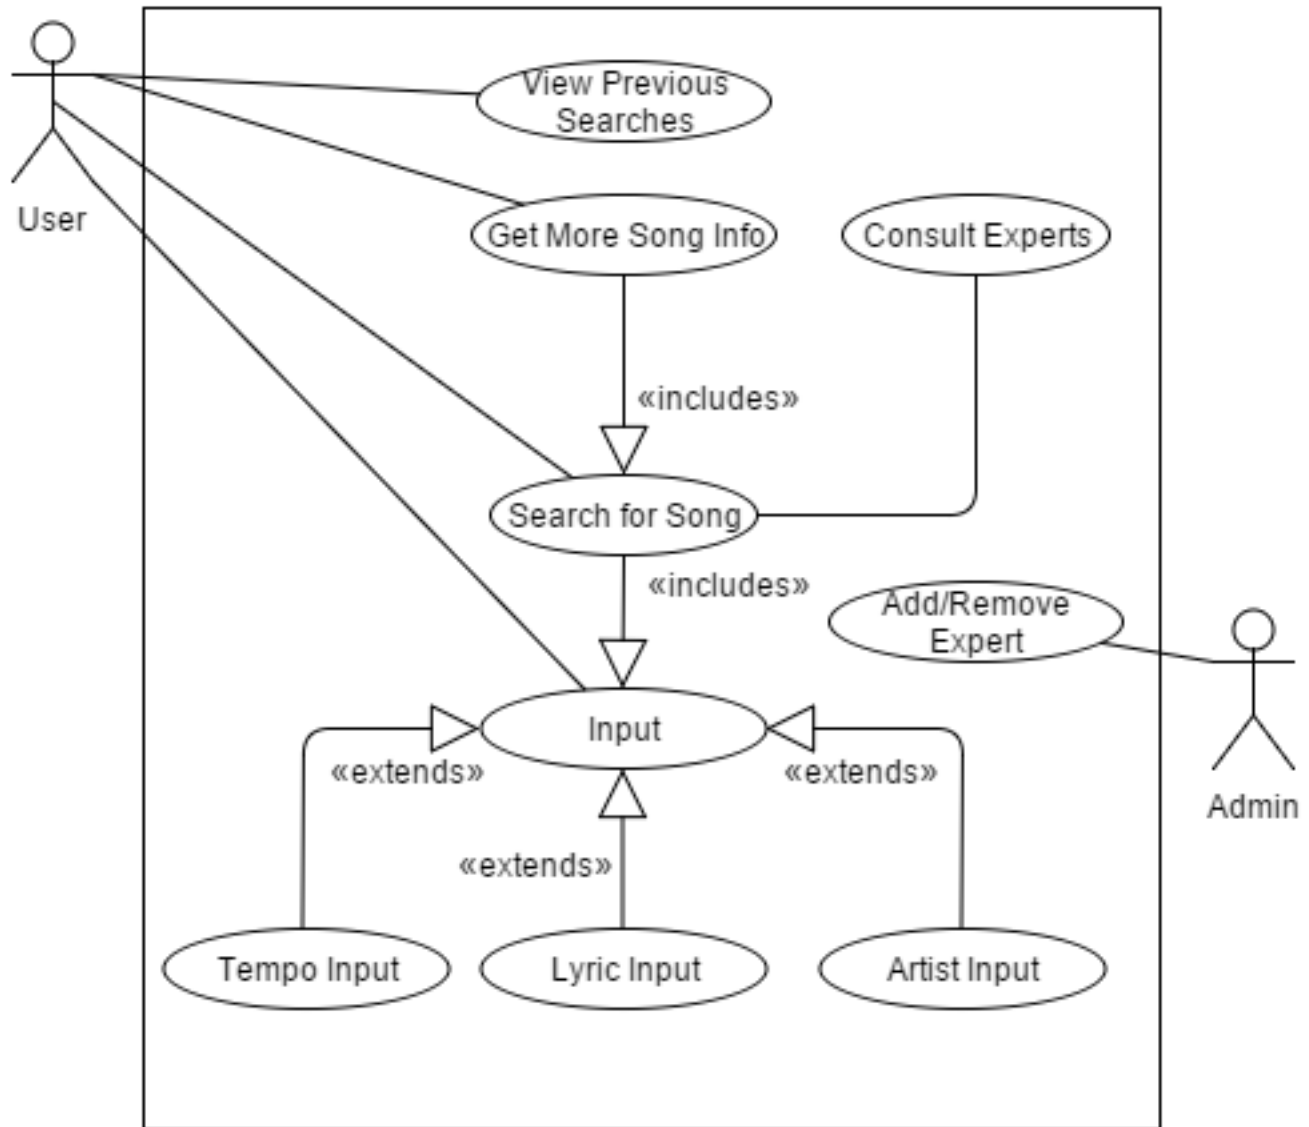 View Previous
Searches
User
Get More Song Info
Consult Experts
«includes»
Search for Song
«includes»
Add/Remove
Expert
Input
«extends»
«extends»
Admin
«extends»
Tempo Input
Lyric Input
Artist Input